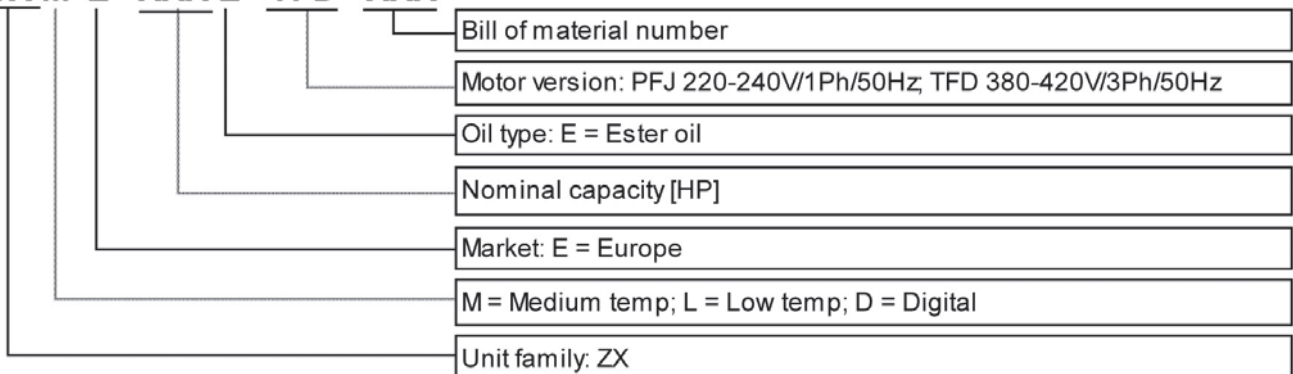 Bill of material number
Motor version: PFJ 220-240V/1Ph/50Hz; TFD 380-420V/3Ph/50Hz
Oil type: E = Ester oil
Nominal capacity [HP]
Market: E = Europe
M = Medium temp; L = Low temp; D = Digital
Unit family: ZX